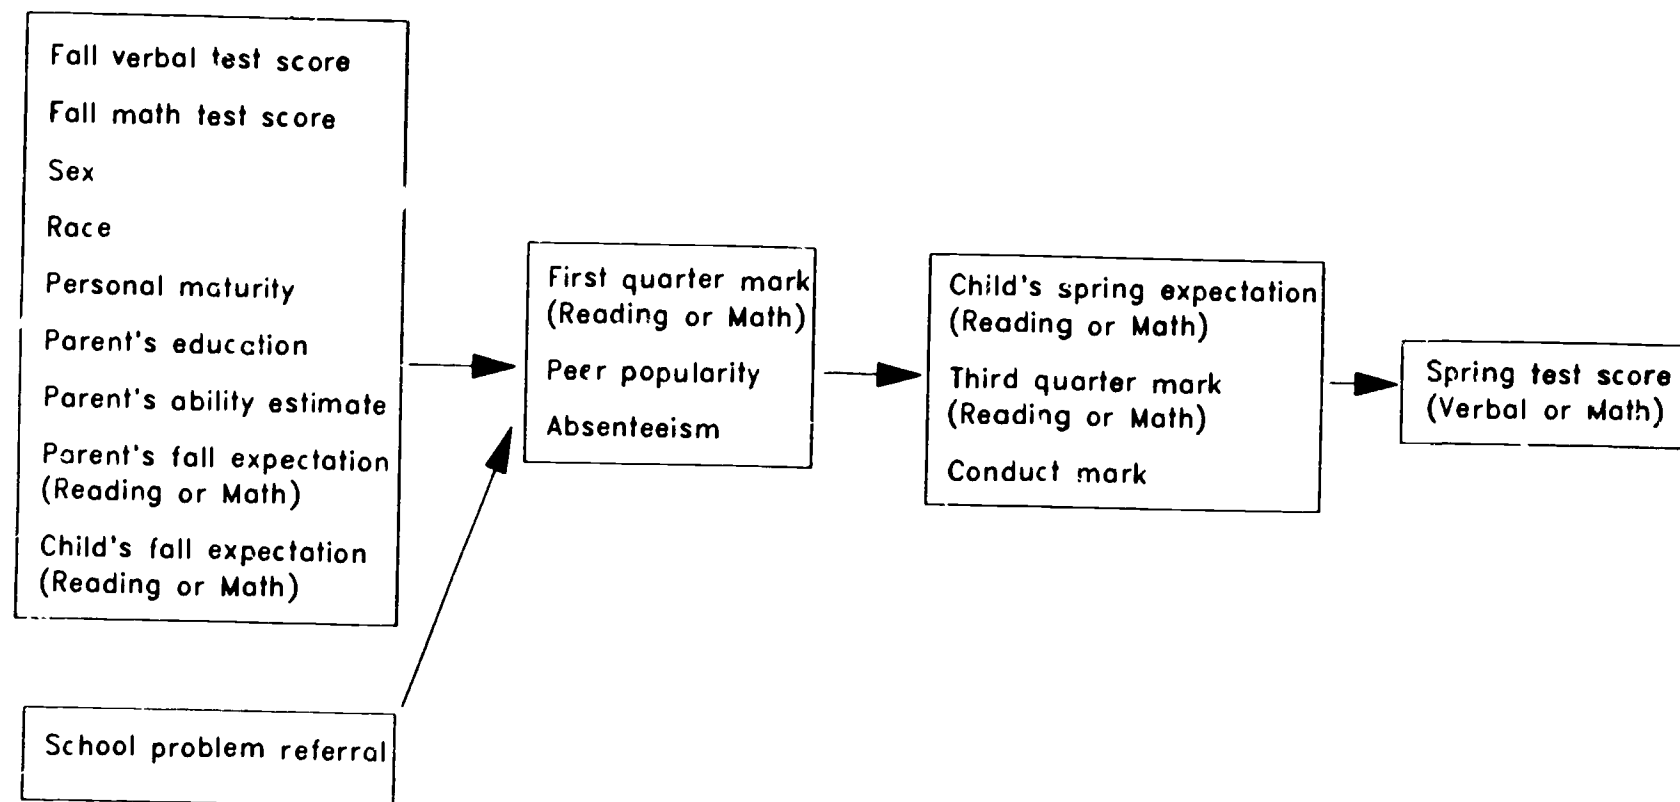 Fall verbal test score
Fall math test score
Sex
Race
Personal maturity
Parent's education
Parent's ability estimate
Parent's fall expectation
(Reading or Math)
Child's fall expectation
(Reading or Math)
School problem referral
First quarter mark
(Reading or Math)
Peer popularity
Absenteeism
Child's spring expectation
(Reading or Math)
Third quarter mark
(Reading or Math)
Conduct mark
Spring test score
(Verbal or Math)